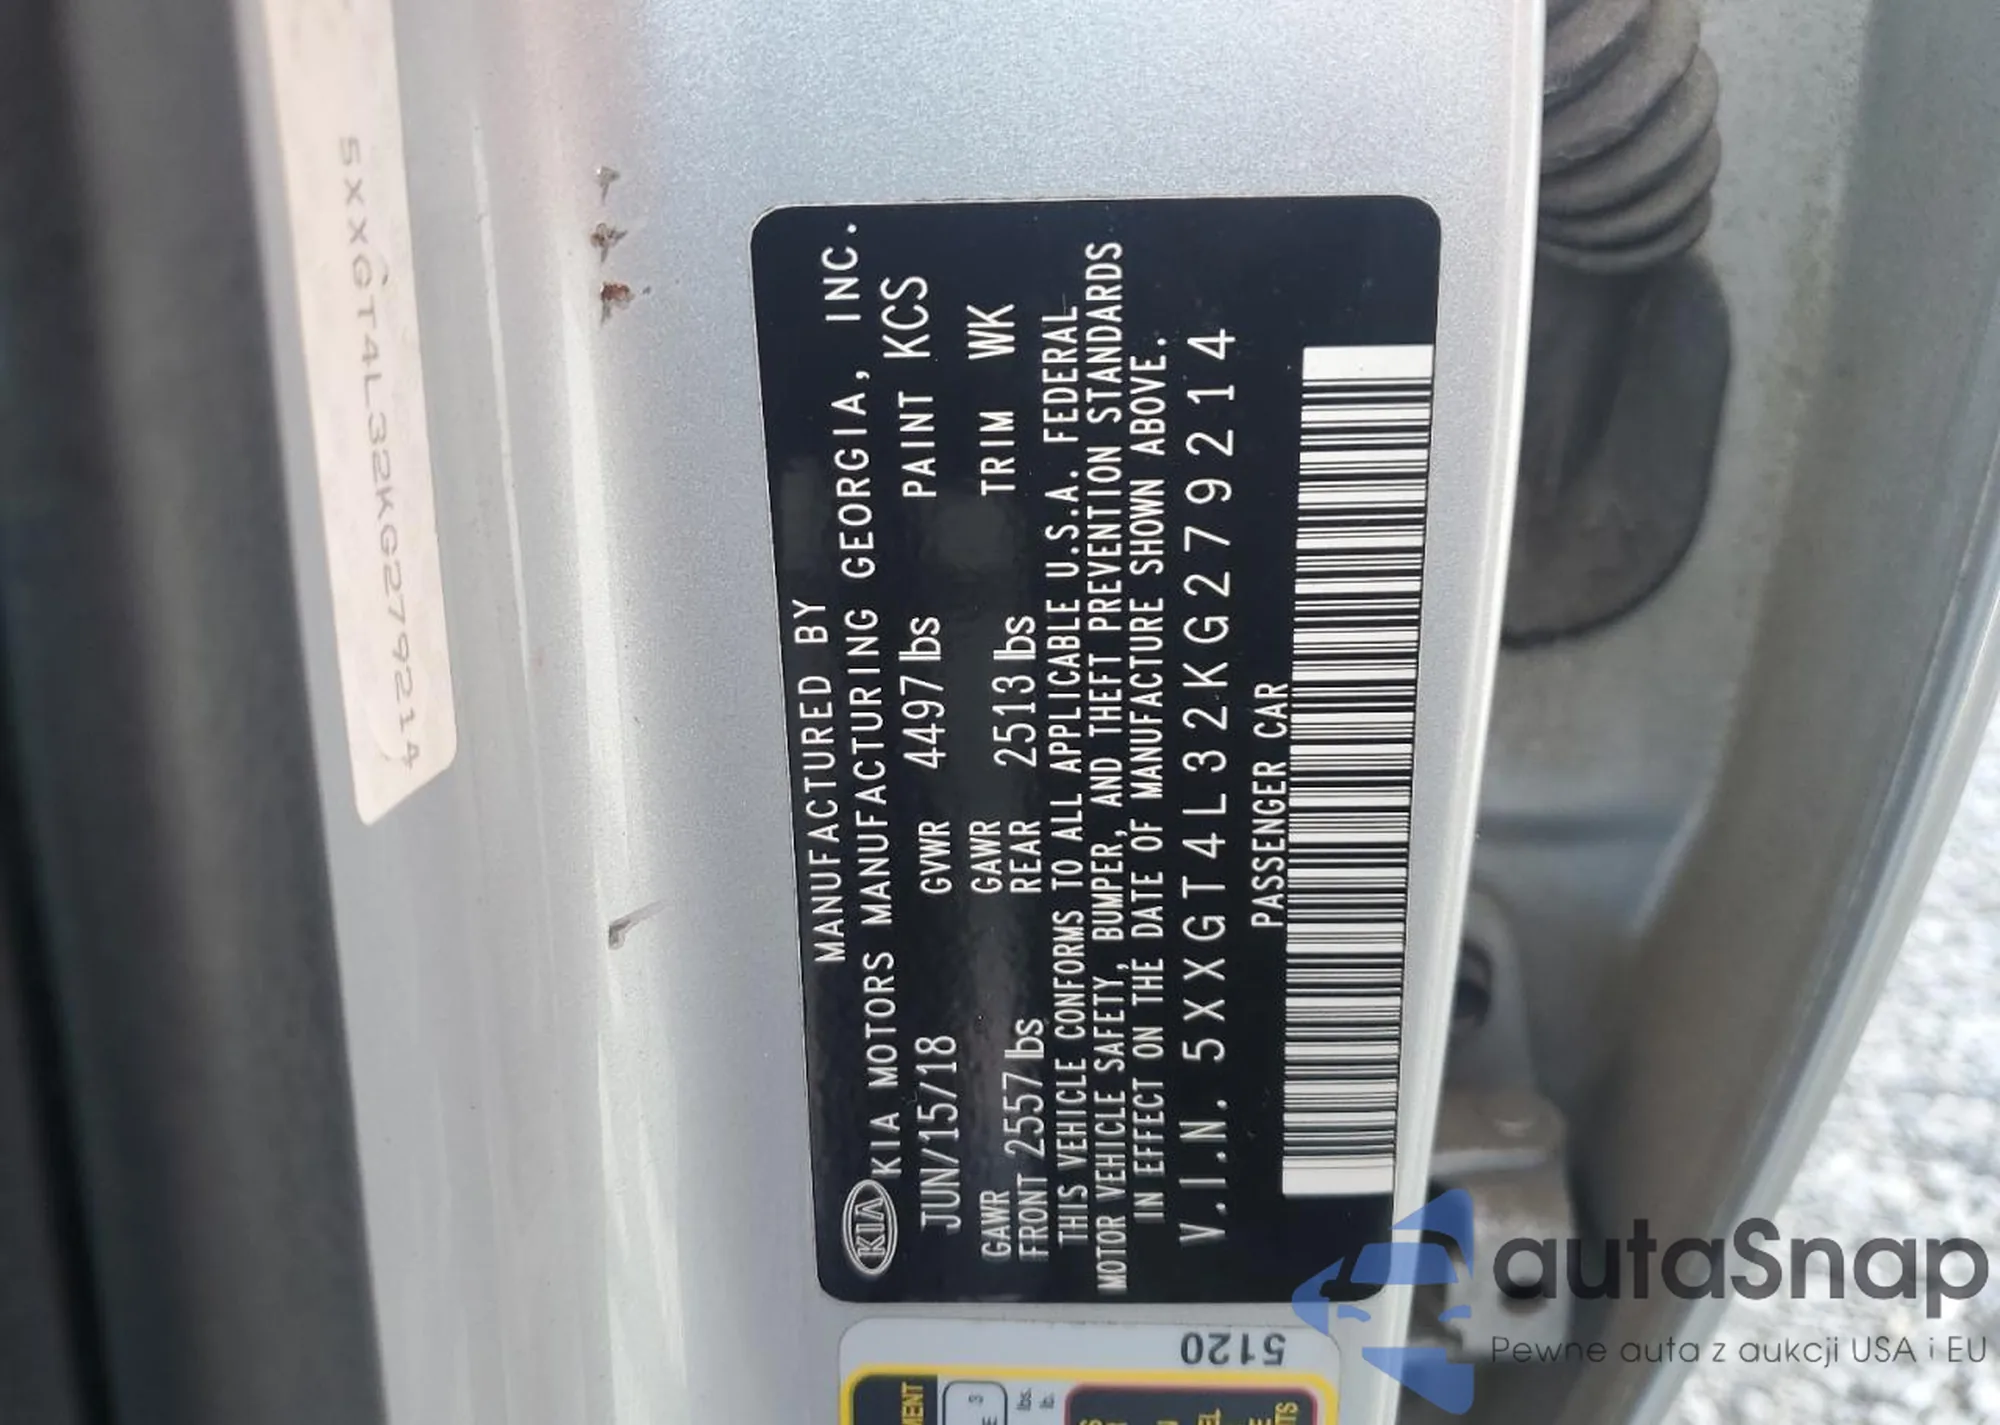 5XXGT4L32KG279214
MANUFACTURED BY
KIA KIA MOTORS MANUFACTURING GEORGIA, INC.
JUN/15/18 GVWR 4497 lbs PAINT KCS
GAWR FRONT 2557 lbs GAWR REAR 2513 lbs TRIM WK
THIS VEHICLE CONFORMS TO ALL APPLICABLE U.S.A. FEDERAL
MOTOR VEHICLE SAFETY, BUMPER, AND THEFT PREVENTION STANDARDS
IN EFFECT ON THE DATE OF MANUFACTURE SHOWN ABOVE.
V.I.N. 5XXGT4L32KG279214
PASSENGER CAR
5120
lbs.
lb.
autaSnap
Pewne auta z aukcji USA i EU